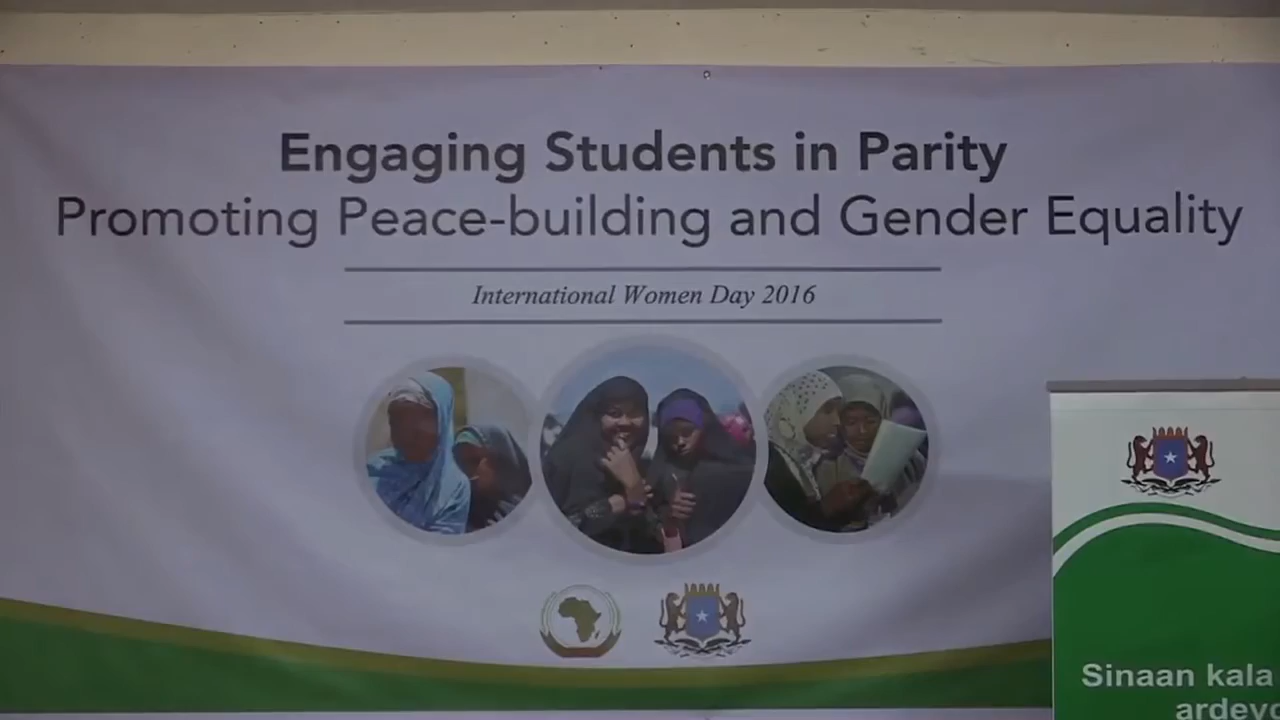 Engaging Students in Parity
Promoting Peace-building and Gender Equality
International Women Day 2016
Sinaan kala